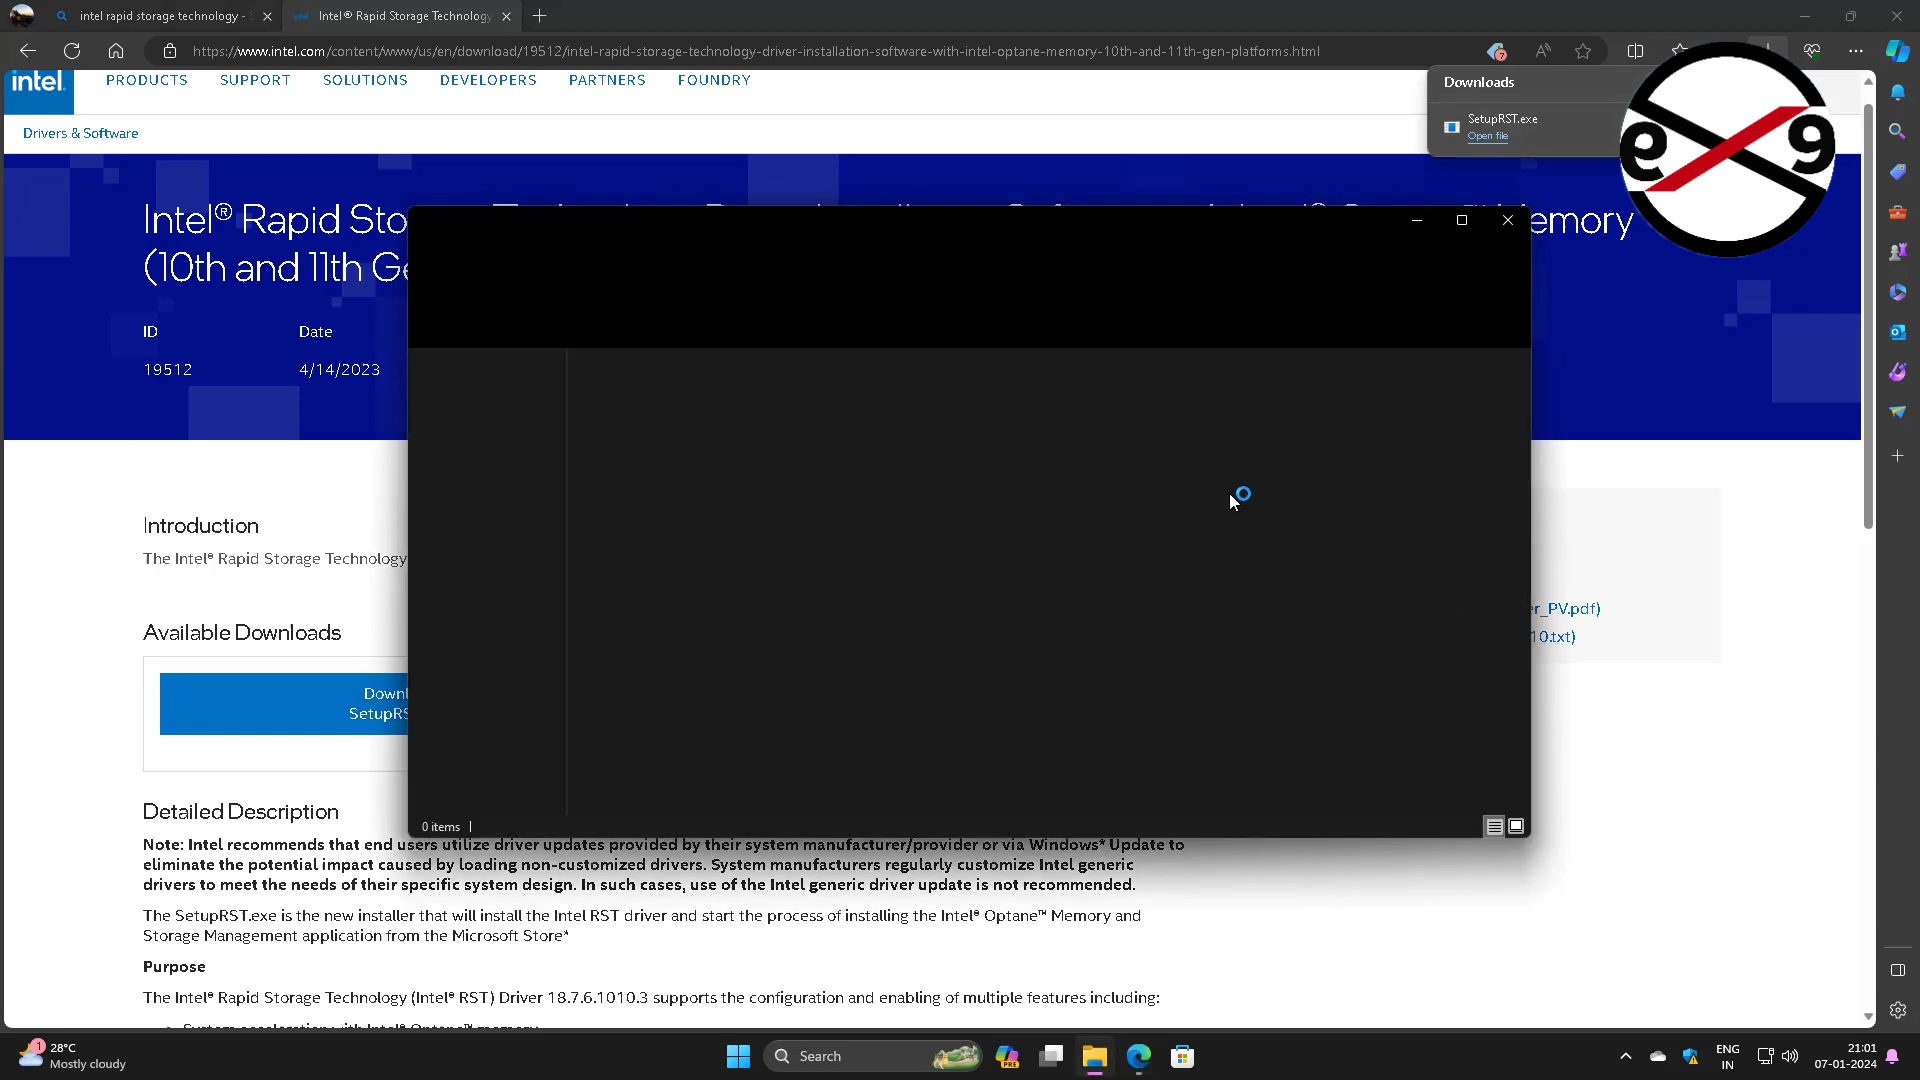 intel rapid storage technology -
Intel® Rapid Storage Technology
https://www.intel.com/content/www/us/en/download/19512/intel-rapid-storage-technology-driver-installation-software-with-intel-optane-memory-10th-and-11th-gen-platforms.html
intel.
PRODUCTS
SUPPORT
SOLUTIONS
DEVELOPERS
PARTNERS
FOUNDRY
Downloads
SetupRST.exe
Open file
e
9
Drivers & Software
Intel® Rapid Sto
emory
(10th and 11th Ge
ID
Date
19512
4/14/2023
Introduction
The Intel® Rapid Storage Technology
er_PV.pdf)
10.txt)
Available Downloads
Downl
SetupRS
0 items
Detailed Description
Note: Intel recommends that end users utilize driver updates provided by their system manufacturer/provider or via Windows* Update to
eliminate the potential impact caused by loading non-customized drivers. System manufacturers regularly customize Intel generic
drivers to meet the needs of their specific system design. In such cases, use of the Intel generic driver update is not recommended.
The SetupRST.exe is the new installer that will install the Intel RST driver and start the process of installing the Intel® Optane™ Memory and
Storage Management application from the Microsoft Store*
Purpose
The Intel® Rapid Storage Technology (Intel® RST) Driver 18.7.6.1010.3 supports the configuration and enabling of multiple features including:
System acceleration with Intel® Optane™ memory
1
28°C
Mostly cloudy
Search
PRE
ENG
IN
21:01
07-01-2024